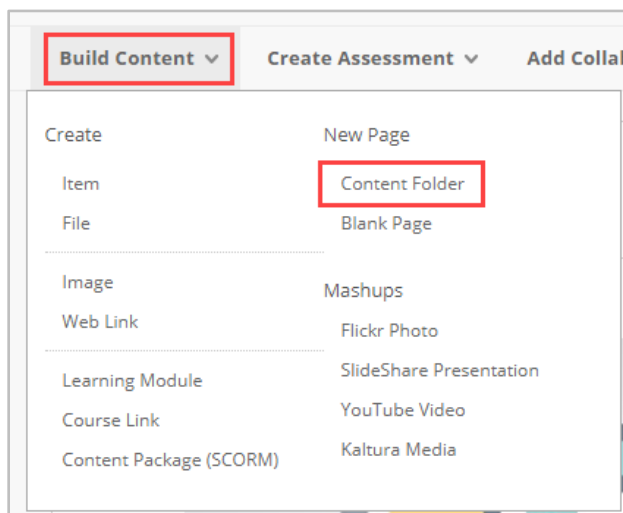 Build Content
Create Assessment
Add Colla
Create
Item
File
Image
Web Link
Learning Module
Course Link
Content Package (SCORM)
New Page
Content Folder
Blank Page
Mashups
Flickr Photo
SlideShare Presentation
YouTube Video
Kaltura Media